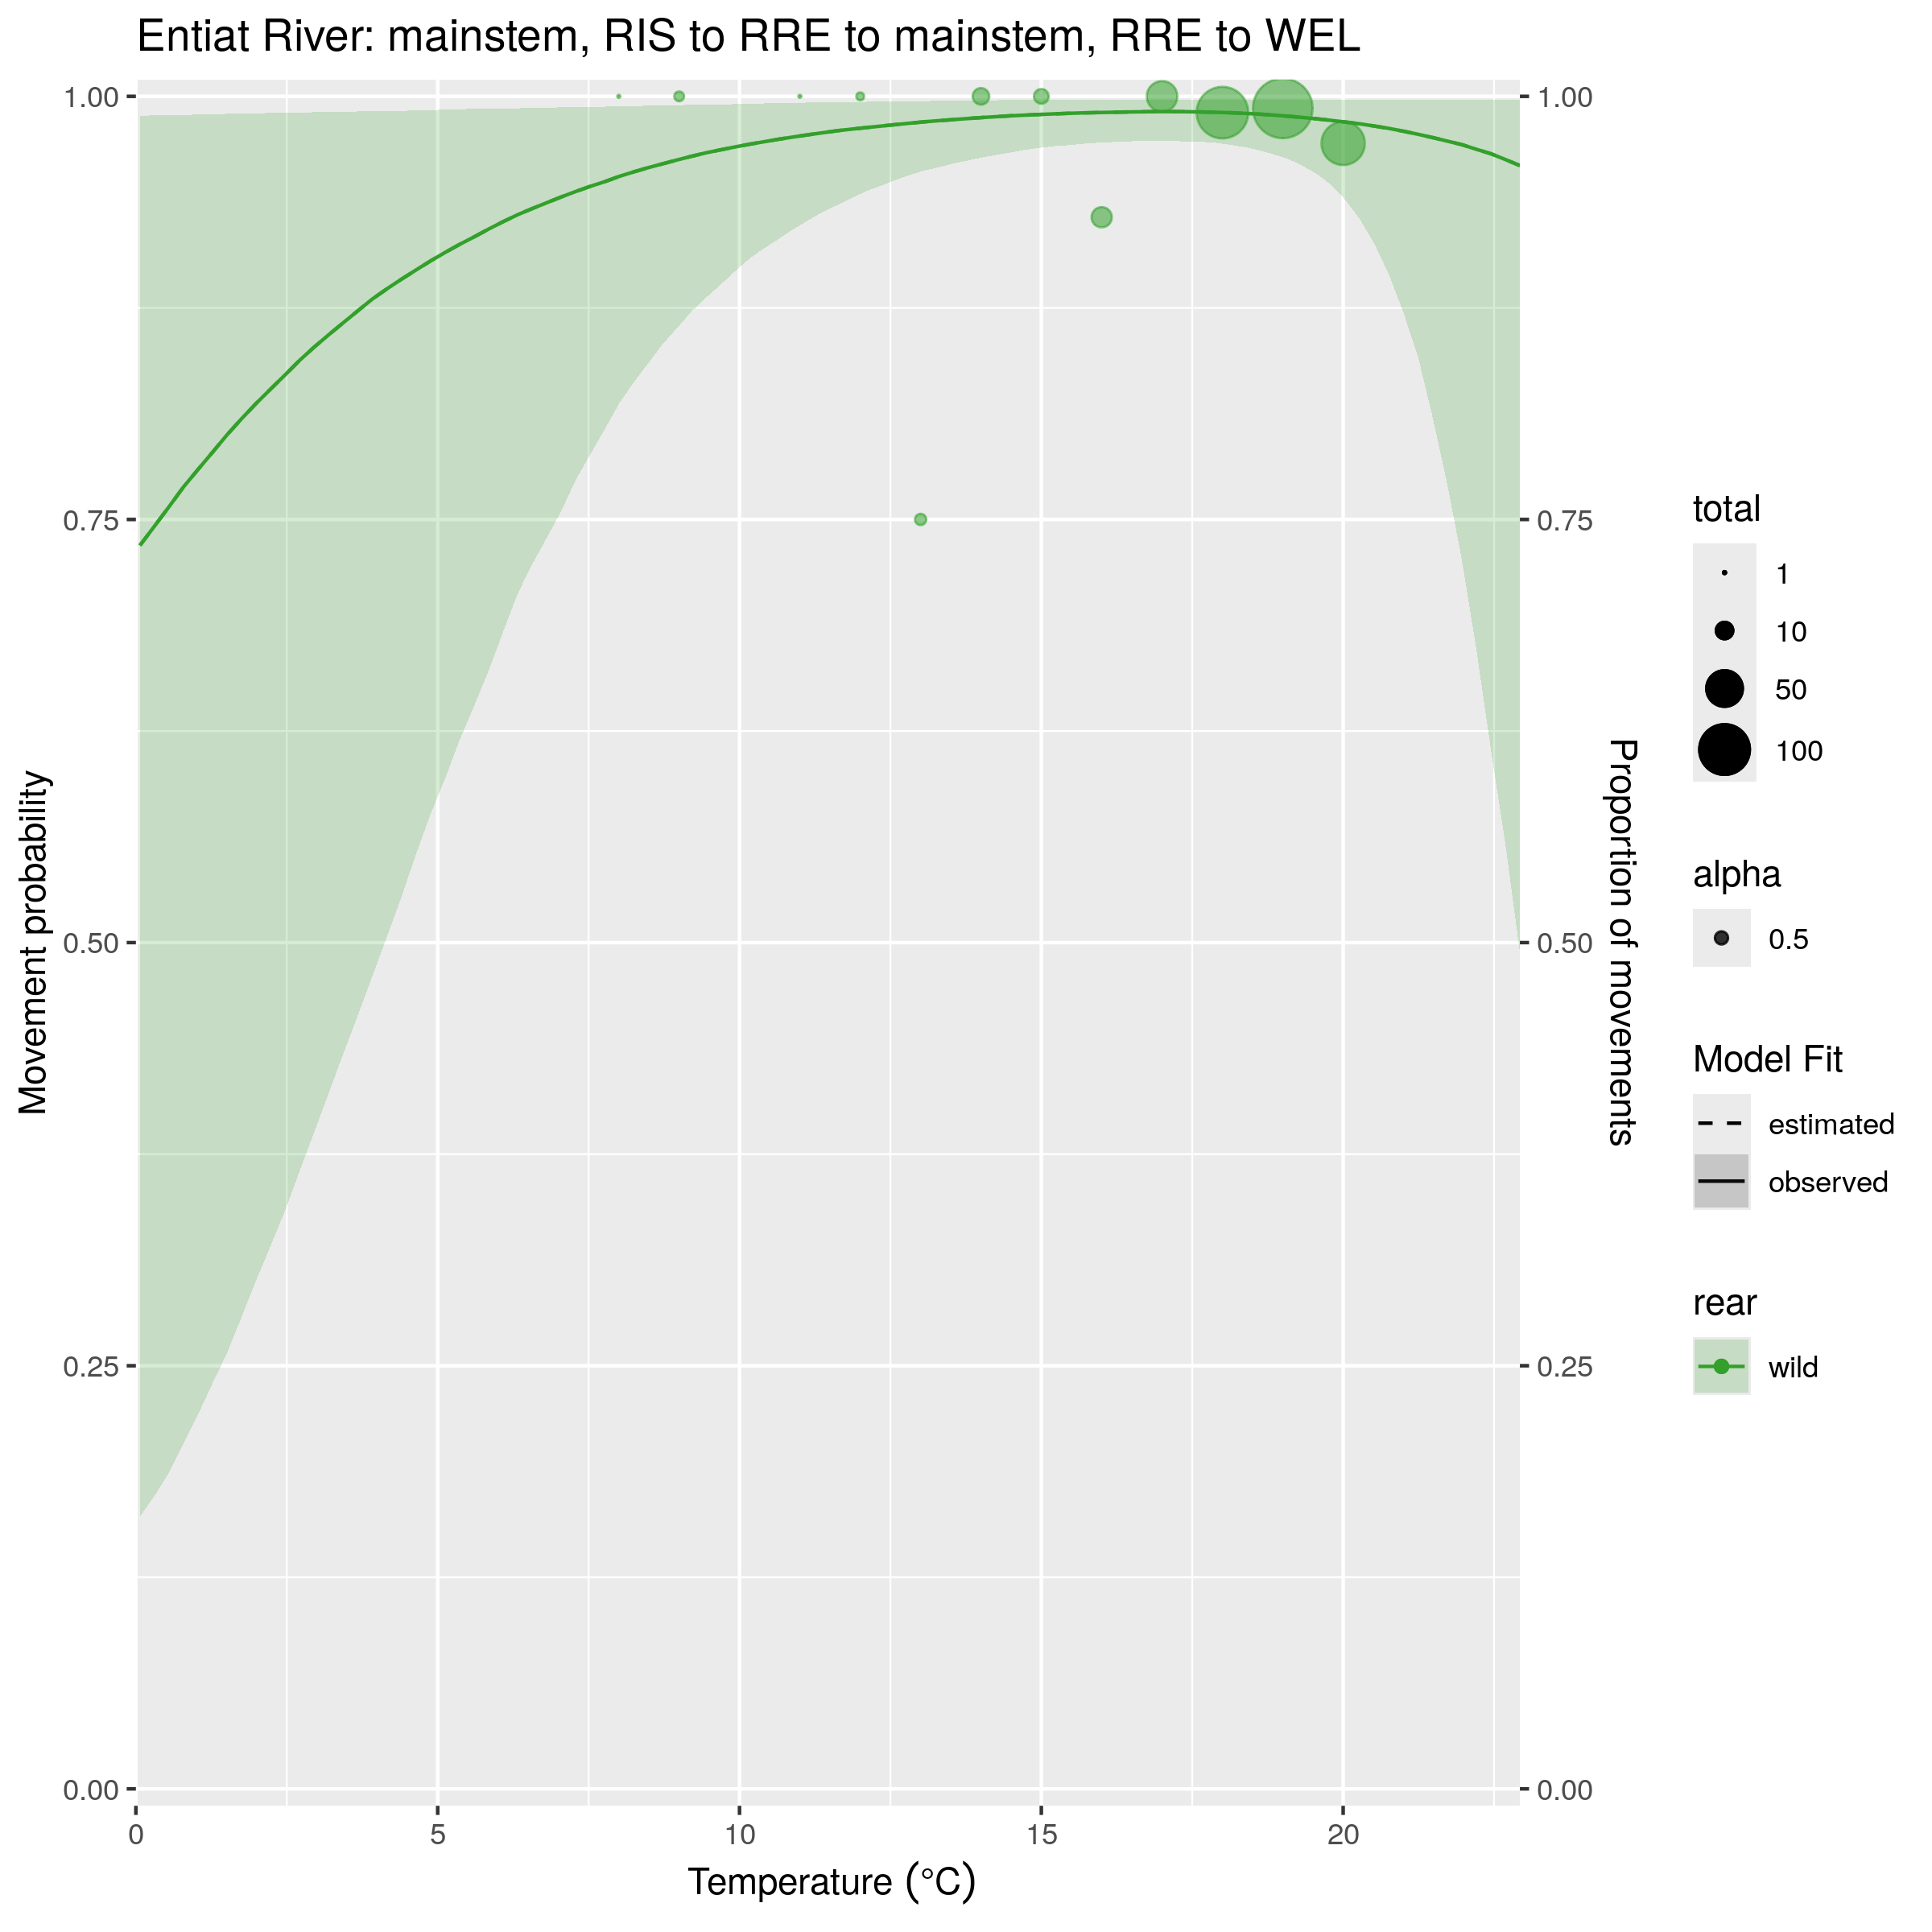 Entiat River: mainstem, RIS to RRE to mainstem, RRE to WEL
Movement probability
1.00
0.75
0.50
0.25
0.00
0
5
10
15
20
Temperature (°C)
1.00
0.75
0.50
0.25
0.00
Proportion of movements
total
1
10
50
100
alpha
0.5
Model Fit
estimated
observed
rear
wild